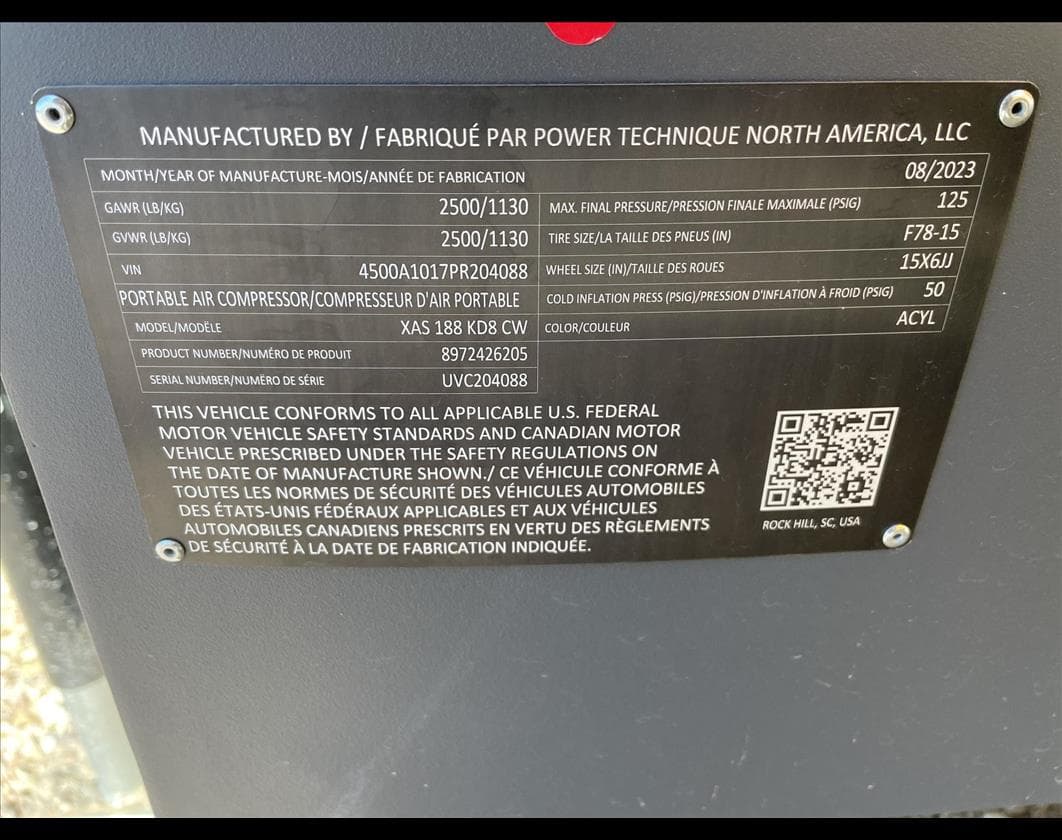 MANUFACTURED BY / FABRIQUÉ PAR POWER TECHNIQUE NORTH AMERICA, LLC
MONTH/YEAR OF MANUFACTURE-MOIS/ANNÉE DE FABRICATION 08/2023
GAWR (LB/KG) 2500/1130 MAX. FINAL PRESSURE/PRESSION FINALE MAXIMALE (PSIG) 125
GVWR (LB/KG) 2500/1130 TIRE SIZE/LA TAILLE DES PNEUS (IN) F78-15
VIN 4500A1017PR204088 WHEEL SIZE (IN)/TAILLE DES ROUES 15X6JJ
PORTABLE AIR COMPRESSOR/COMPRESSEUR D'AIR PORTABLE COLD INFLATION PRESS (PSIG)/PRESSION D'INFLATION À FROID (PSIG) 50
MODEL/MODËLE XAS 188 KD8 CW COLOR/COULEUR ACYL
PRODUCT NUMBER/NUMÉRO DE PRODUIT 8972426205
SERIAL NUMBER/NUMËRO DE SÉRIE UVC204088
THIS VEHICLE CONFORMS TO ALL APPLICABLE U.S. FEDERAL
MOTOR VEHICLE SAFETY STANDARDS AND CANADIAN MOTOR
VEHICLE PRESCRIBED UNDER THE SAFETY REGULATIONS ON
THE DATE OF MANUFACTURE SHOWN./ CE VÉHICULE CONFORME À
TOUTES LES NORMES DE SÉCURITÉ DES VÉHICULES AUTOMOBILES
DES ÉTATS-UNIS FÉDÉRAUX APPLICABLES ET AUX VÉHICULES
AUTOMOBILES CANADIENS PRESCRITS EN VERTU DES RÈGLEMENTS
DE SÉCURITÉ À LA DATE DE FABRICATION INDIQUÉE.
ROCK HILL, SC, USA